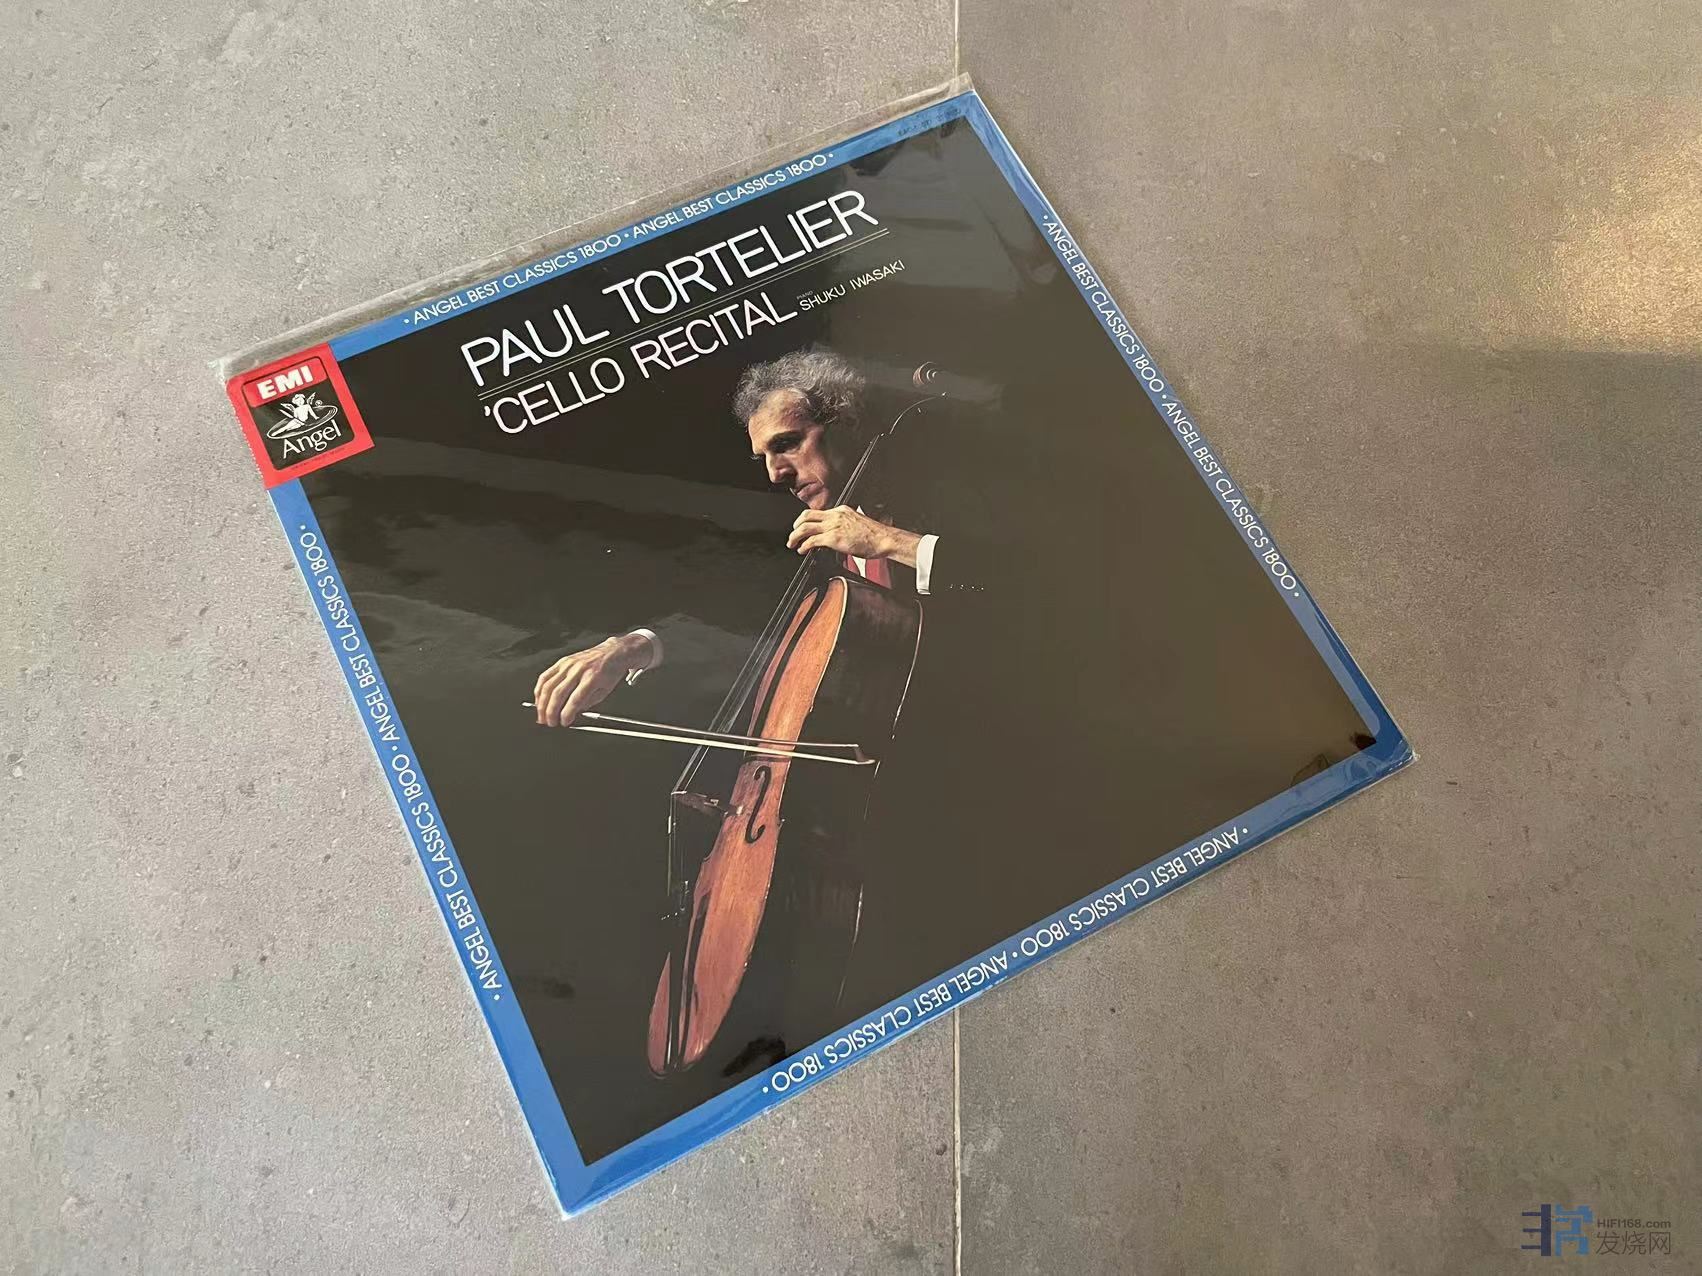 • ANGEL BEST CLASSICS 1800 • ANGEL BEST CLASSICS 1800 •
PAUL TORTELIER
'CELLO RECITAL
PIANO
SHUKU IWASAKI
EMI
Angel
• ANGEL BEST CLASSICS 1800 • ANGEL BEST CLASSICS 1800 •
• ANGEL BEST CLASSICS 1800 • ANGEL BEST CLASSICS 1800 •
• ANGEL BEST CLASSICS 1800 • ANGEL BEST CLASSICS 1800 •
HIFI168.com
发烧网